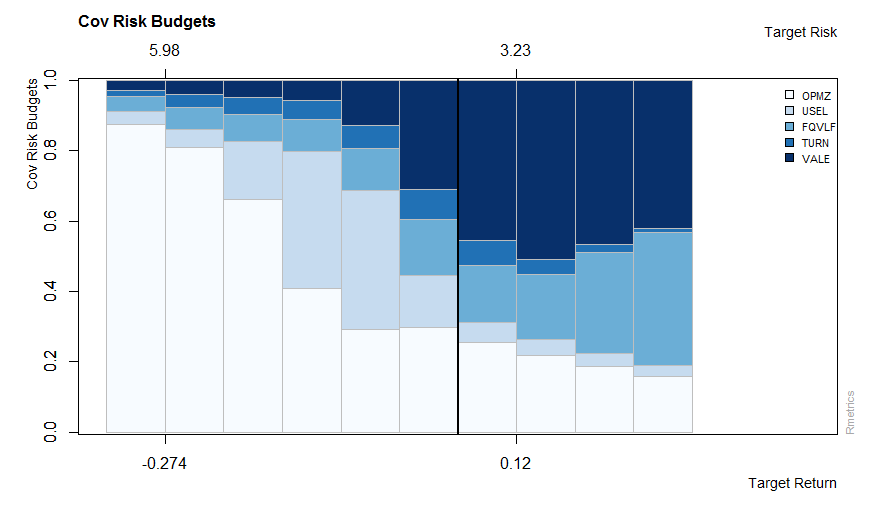 Cov Risk Budgets
Target Risk
5.98 3.23
Cov Risk Budgets
1.0
0.8
0.6
0.4
0.2
0.0
OPMZ
USEL
FQVLF
TURN
VALE
Rmetrics
-0.274 0.12
Target Return